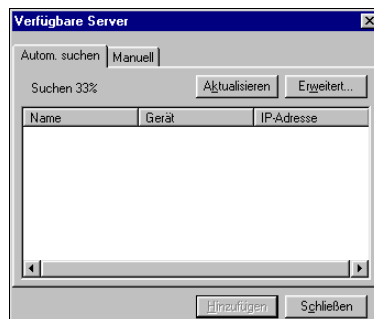 Verfügbare Server
Autom. suchen Manuell
Suchen 33% Aktualisieren Erweitert...
Name Gerät IP-Adresse
Hinzufügen Schließen